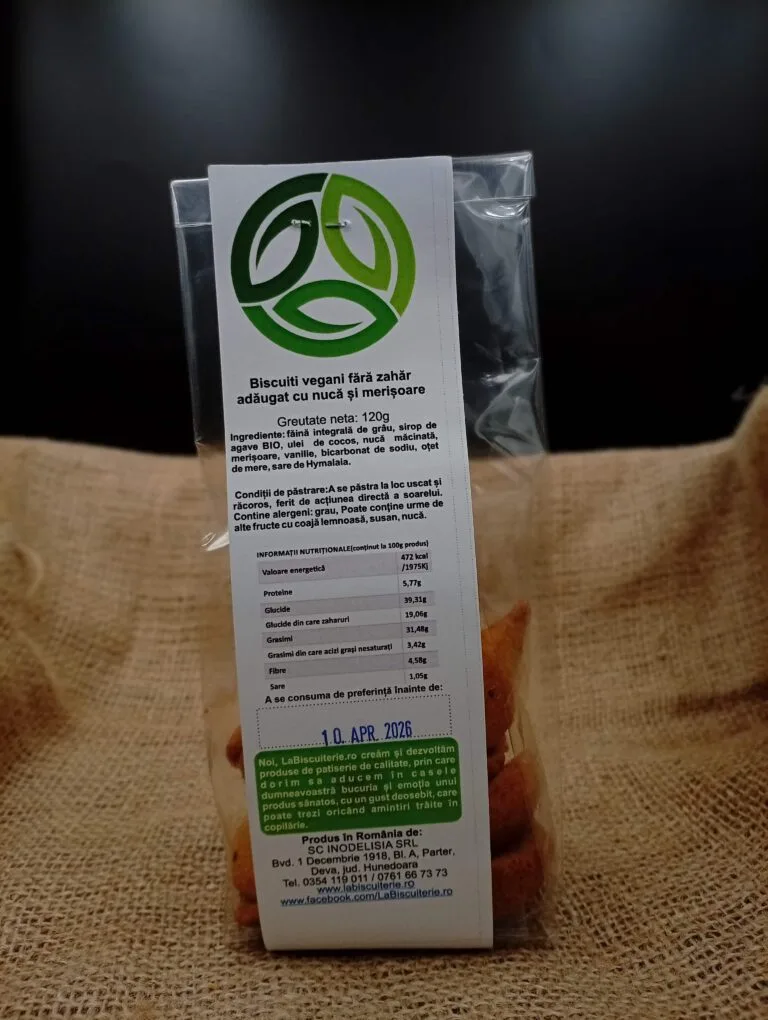 Biscuiti vegani fără zahăr
adăugat cu nucă și merișoare
Greutate neta: 120g
Ingrediente: făină integrală de grâu, sirop de
agave BIO, ulei de cocos, nucă măcinată,
merișoare, vanilie, bicarbonat de sodiu, oțet
de mere, sare de Hymalaia.
Condiții de păstrare:A se păstra la loc uscat și
răcoros, ferit de acțiunea directă a soarelui.
Contine alergeni: grau, Poate conține urme de
alte fructe cu coajă lemnoasă, susan, nucă.
INFORMAȚII NUTRIȚIONALE(conținut la 100g produs)
Valoare energetică 472 kcal
/1975Kj
Proteine 5,77g
Glucide 39,31g
Glucide din care zaharuri 19,06g
Grasimi 31,48g
Grasimi din care acizi grași nesaturați 3,42g
Fibre 4,58g
Sare 1,05g
A se consuma de preferință înainte de:
10. APR. 2026
Noi, LaBiscuiterie.ro creăm și dezvoltăm
produse de patiserie de calitate, prin care
dorim sa aducem în casele
dumneavoastră bucuria și emoția unui
produs sănatos, cu un gust deosebit, care
poate trezi oricând amintiri trăite în
copilărie.
Produs în România de:
SC INODELISIA SRL
Bvd. 1 Decembrie 1918, Bl. A, Parter,
Deva, jud. Hunedoara
Tel. 0354 119 011 / 0761 66 73 73
www.labiscuiterie.ro
www.facebook.com/LaBiscuiterie.ro